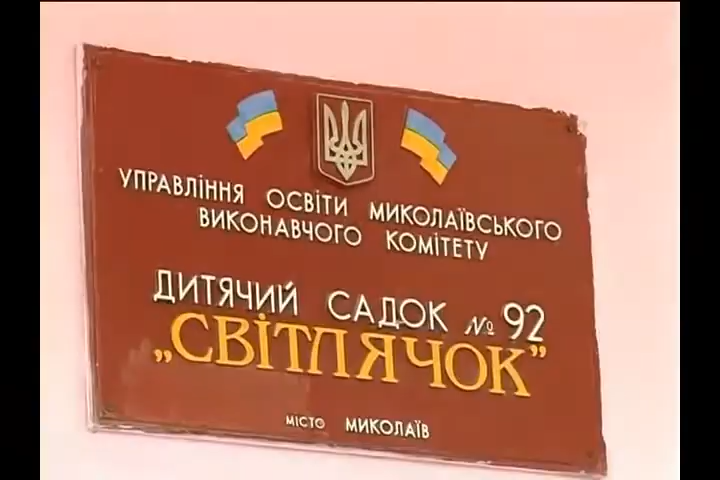 УПРАВЛІННЯ ОСВІТИ МИКОЛАЇВСЬКОГО
ВИКОНАВЧОГО КОМІТЕТУ
ДИТЯЧИЙ САДОК № 92
„СВІТЛЯЧОК”
МІСТО МИКОЛАЇВ